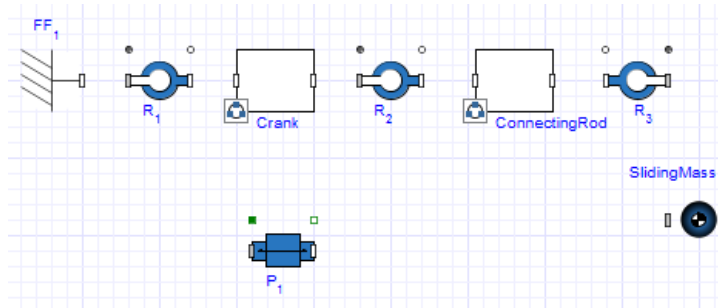 FF₁
R₁
Crank
R₂
ConnectingRod
R₃
SlidingMass
P₁